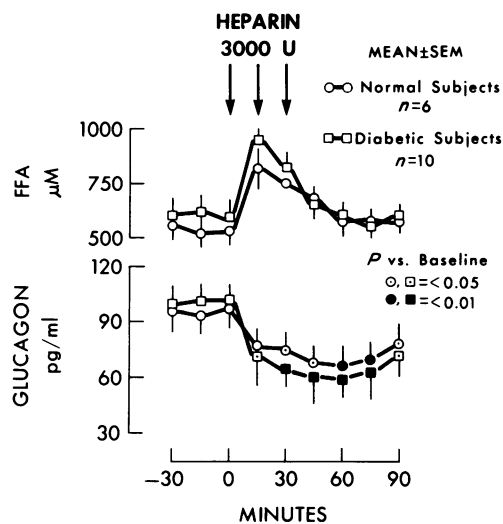 HEPARIN
3000 U
MEAN±SEM
Normal Subjects
n=6
Diabetic Subjects
n=10
1000
750
500
FFA
μM
P vs. Baseline
⊙, ⊡ =<0.05
●, ■ =<0.01
120
90
60
30
GLUCAGON
pg/ml
−30 0 30 60 90
MINUTES